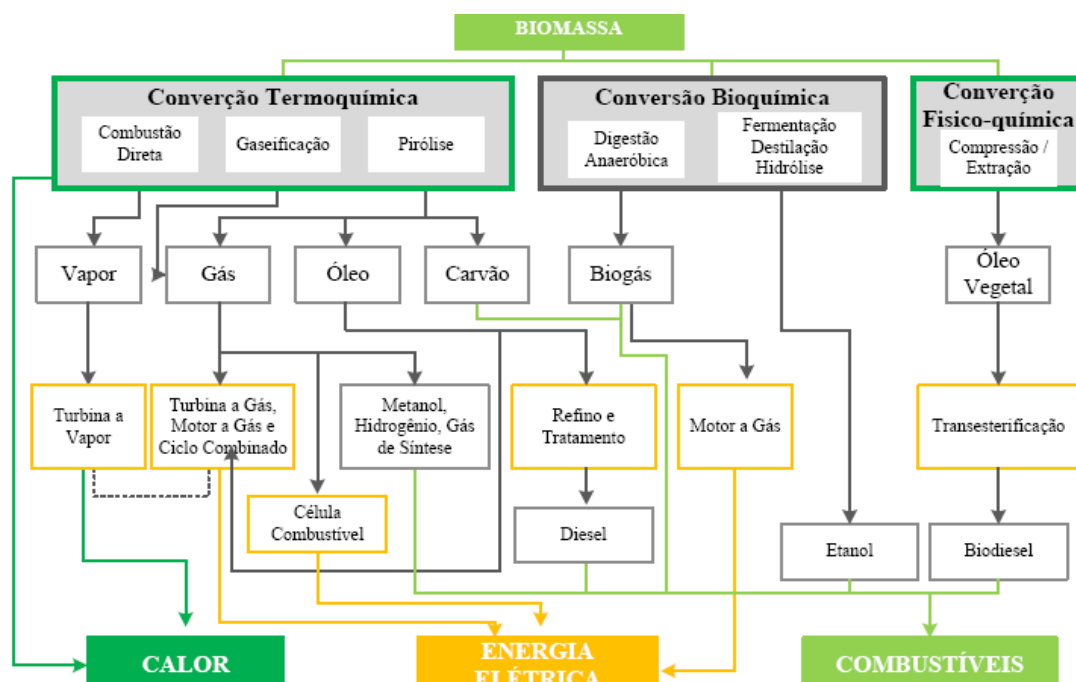 BIOMASSA
Converção Termoquímica
Combustão
Direta
Gaseificação
Pirólise
Conversão Bioquímica
Digestão
Anaeróbica
Fermentação
Destilação
Hidrólise
Converção
Fisico-química
Compressão /
Extração
Vapor
Gás
Óleo
Carvão
Biogás
Óleo
Vegetal
Turbina a
Vapor
Turbina a Gás,
Motor a Gás e
Ciclo Combinado
Metanol,
Hidrogênio, Gás
de Síntese
Refino e
Tratamento
Motor a Gás
Transesterificação
Célula
Combustível
Diesel
Etanol
Biodiesel
CALOR
ENERGIA
ELÉTRICA
COMBUSTÍVEIS